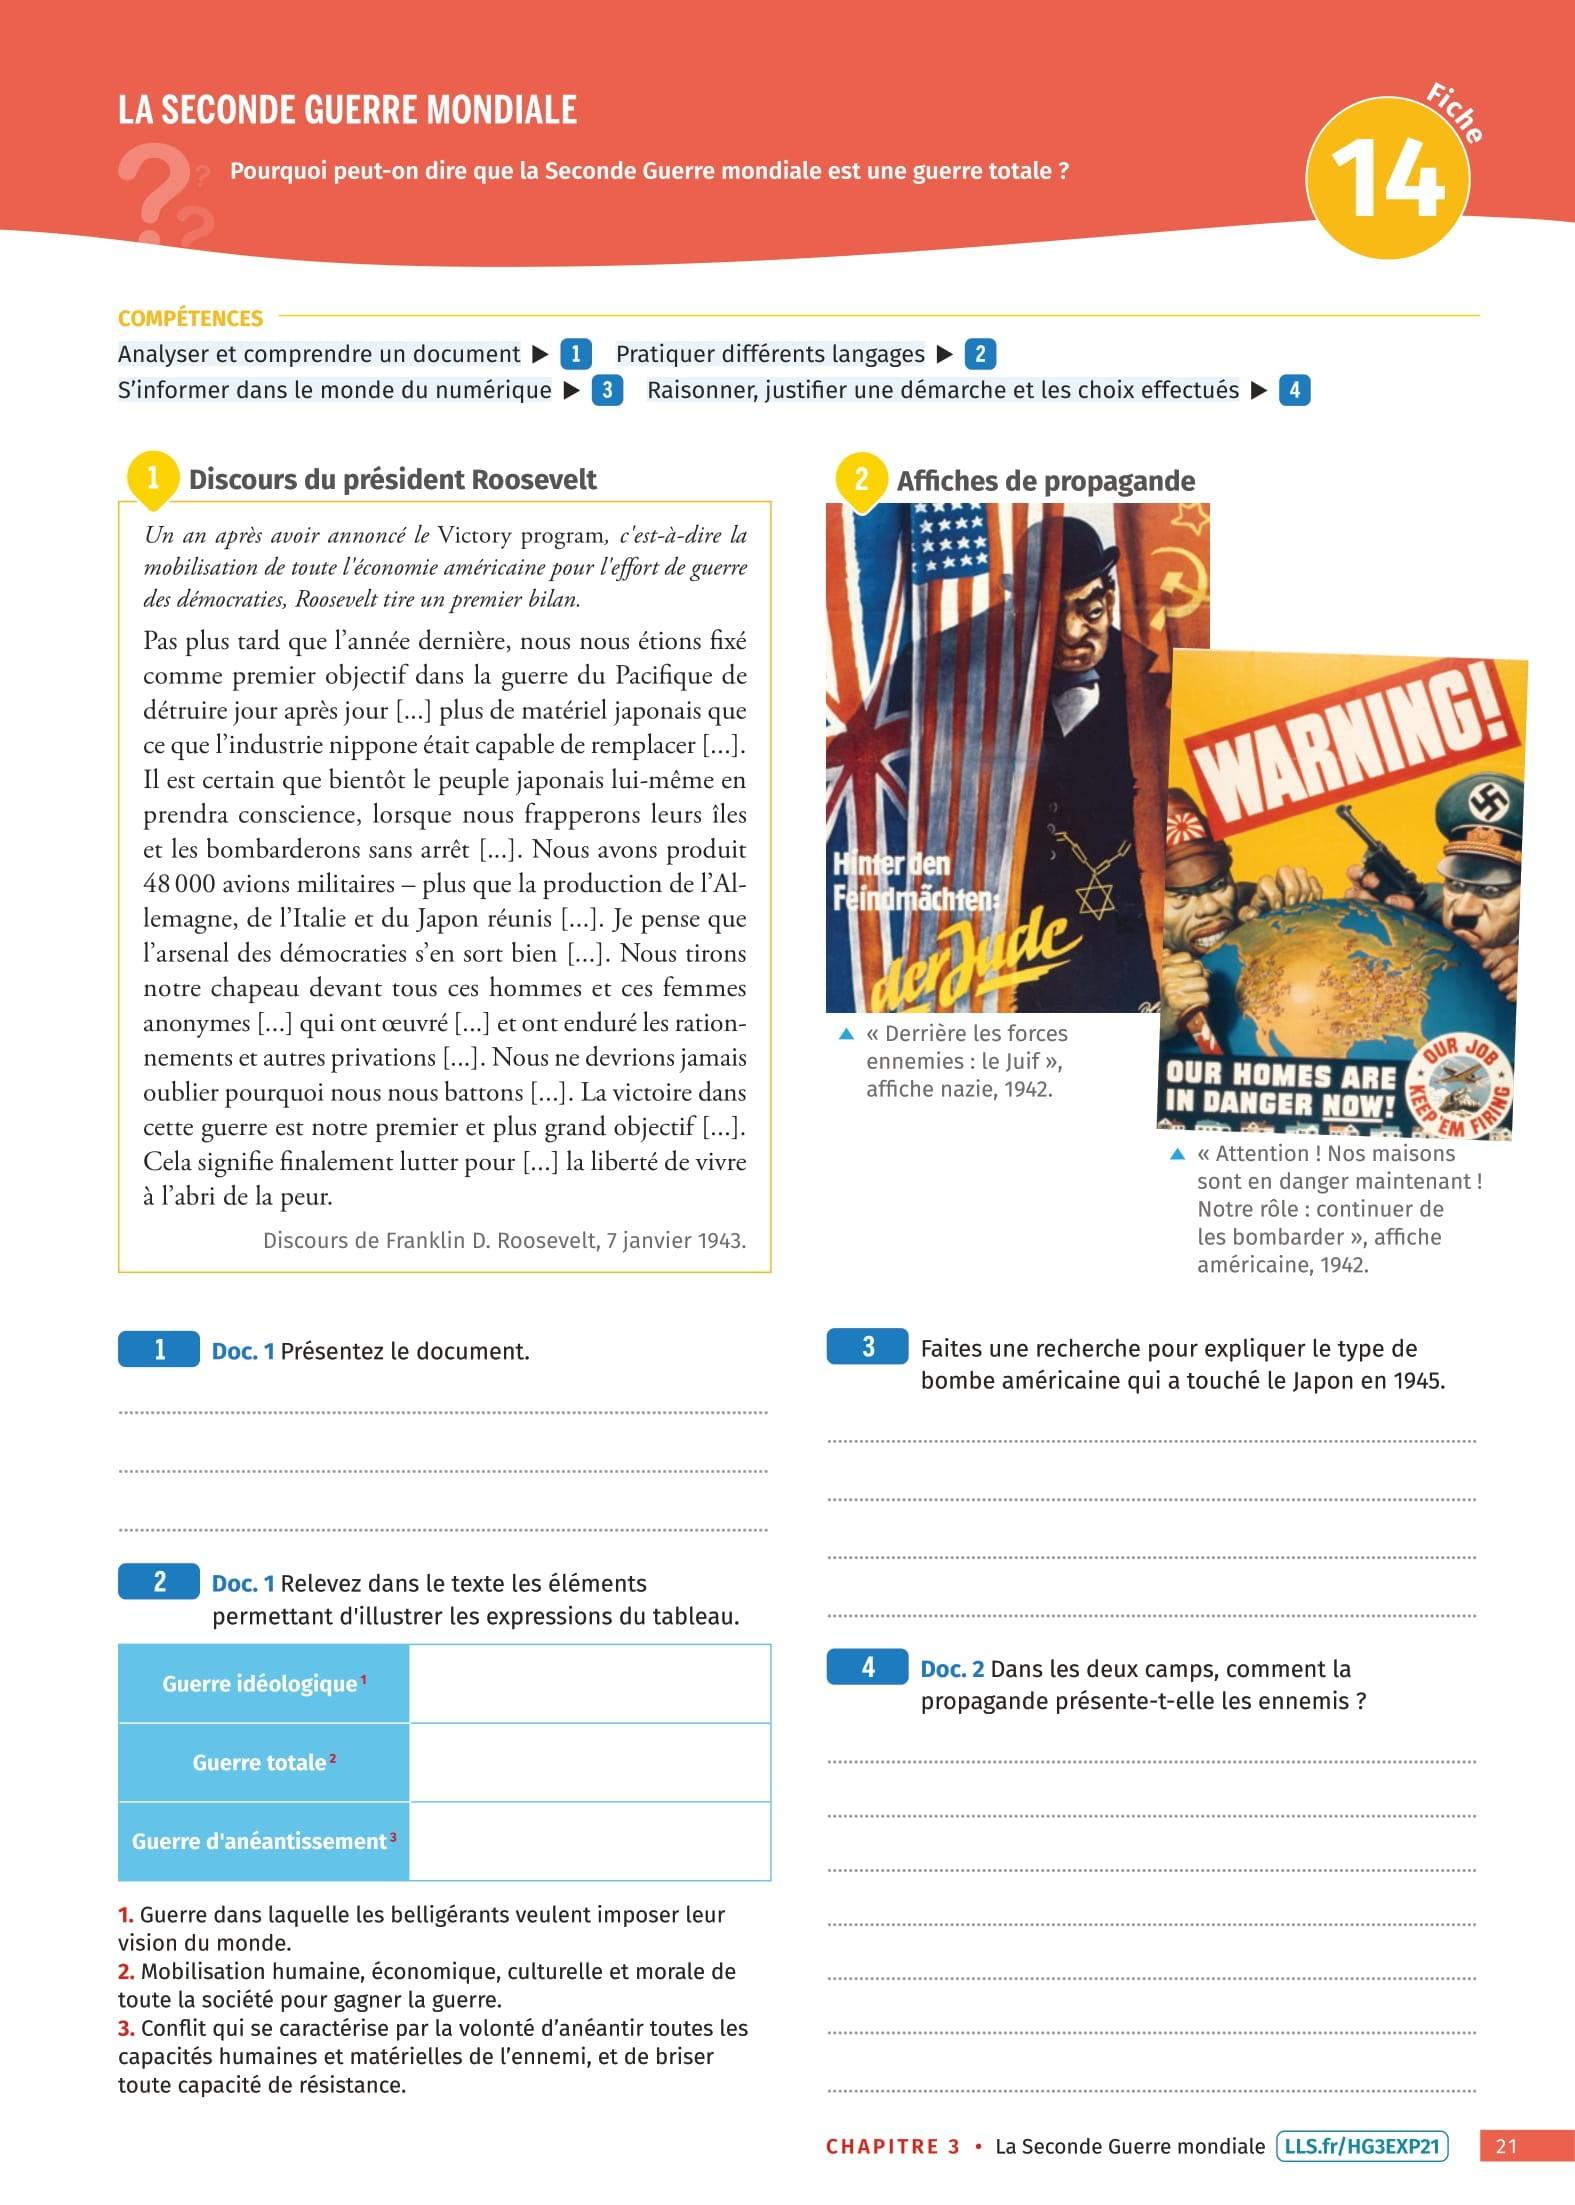 LA SECONDE GUERRE MONDIALE
Pourquoi peut-on dire que la Seconde Guerre mondiale est une guerre totale ?
Fiche
14
COMPÉTENCES
Analyser et comprendre un document ▶ 1 Pratiquer différents langages ▶ 2
S’informer dans le monde du numérique ▶ 3 Raisonner, justifier une démarche et les choix effectués ▶ 4
1 Discours du président Roosevelt
Un an après avoir annoncé le Victory program, c'est-à-dire la
mobilisation de toute l'économie américaine pour l'effort de guerre
des démocraties, Roosevelt tire un premier bilan.
Pas plus tard que l’année dernière, nous nous étions fixé
comme premier objectif dans la guerre du Pacifique de
détruire jour après jour [...] plus de matériel japonais que
ce que l’industrie nippone était capable de remplacer [...].
Il est certain que bientôt le peuple japonais lui-même en
prendra conscience, lorsque nous frapperons leurs îles
et les bombarderons sans arrêt [...]. Nous avons produit
48 000 avions militaires – plus que la production de l’Al-
lemagne, de l’Italie et du Japon réunis [...]. Je pense que
l’arsenal des démocraties s’en sort bien [...]. Nous tirons
notre chapeau devant tous ces hommes et ces femmes
anonymes [...] qui ont œuvré [...] et ont enduré les ration-
nements et autres privations [...]. Nous ne devrions jamais
oublier pourquoi nous nous battons [...]. La victoire dans
cette guerre est notre premier et plus grand objectif [...].
Cela signifie finalement lutter pour [...] la liberté de vivre
à l’abri de la peur.
Discours de Franklin D. Roosevelt, 7 janvier 1943.
2 Affiches de propagande
Hinter den
Feindmächten:
der Jude
▲ « Derrière les forces
ennemies : le Juif »,
affiche nazie, 1942.
WARNING!
OUR HOMES ARE
IN DANGER NOW!
OUR JOB
KEEP 'EM FIRING
▲ « Attention ! Nos maisons
sont en danger maintenant !
Notre rôle : continuer de
les bombarder », affiche
américaine, 1942.
1 Doc. 1 Présentez le document.
2 Doc. 1 Relevez dans le texte les éléments
permettant d'illustrer les expressions du tableau.
Guerre idéologique 1
Guerre totale 2
Guerre d'anéantissement 3
1. Guerre dans laquelle les belligérants veulent imposer leur
vision du monde.
2. Mobilisation humaine, économique, culturelle et morale de
toute la société pour gagner la guerre.
3. Conflit qui se caractérise par la volonté d’anéantir toutes les
capacités humaines et matérielles de l’ennemi, et de briser
toute capacité de résistance.
3 Faites une recherche pour expliquer le type de
bombe américaine qui a touché le Japon en 1945.
4 Doc. 2 Dans les deux camps, comment la
propagande présente-t-elle les ennemis ?
CHAPITRE 3 • La Seconde Guerre mondiale LLS.fr/HG3EXP21 21